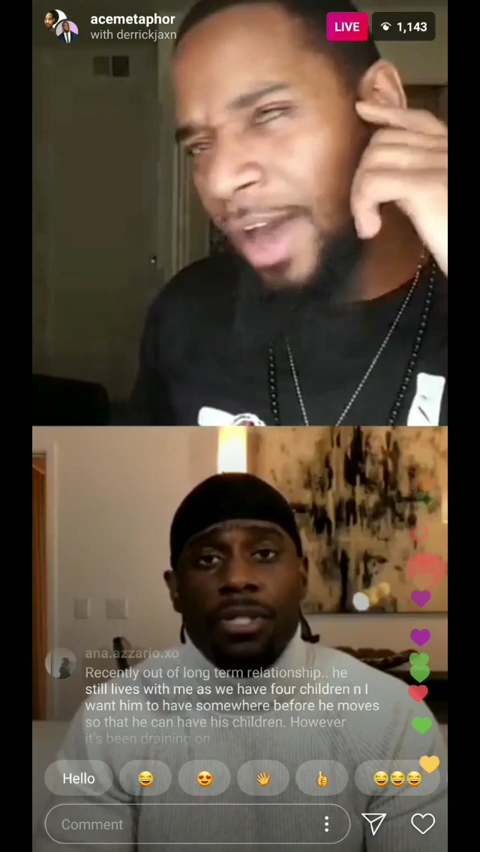 acemetaphor
with derrickjaxn
LIVE
1,143
ana.azzario.xo
Recently out of long term relationship.. he
still lives with me as we have four children n I
want him to have somewhere before he moves
so that he can have his children. However
it's been draining on
Hello
Comment